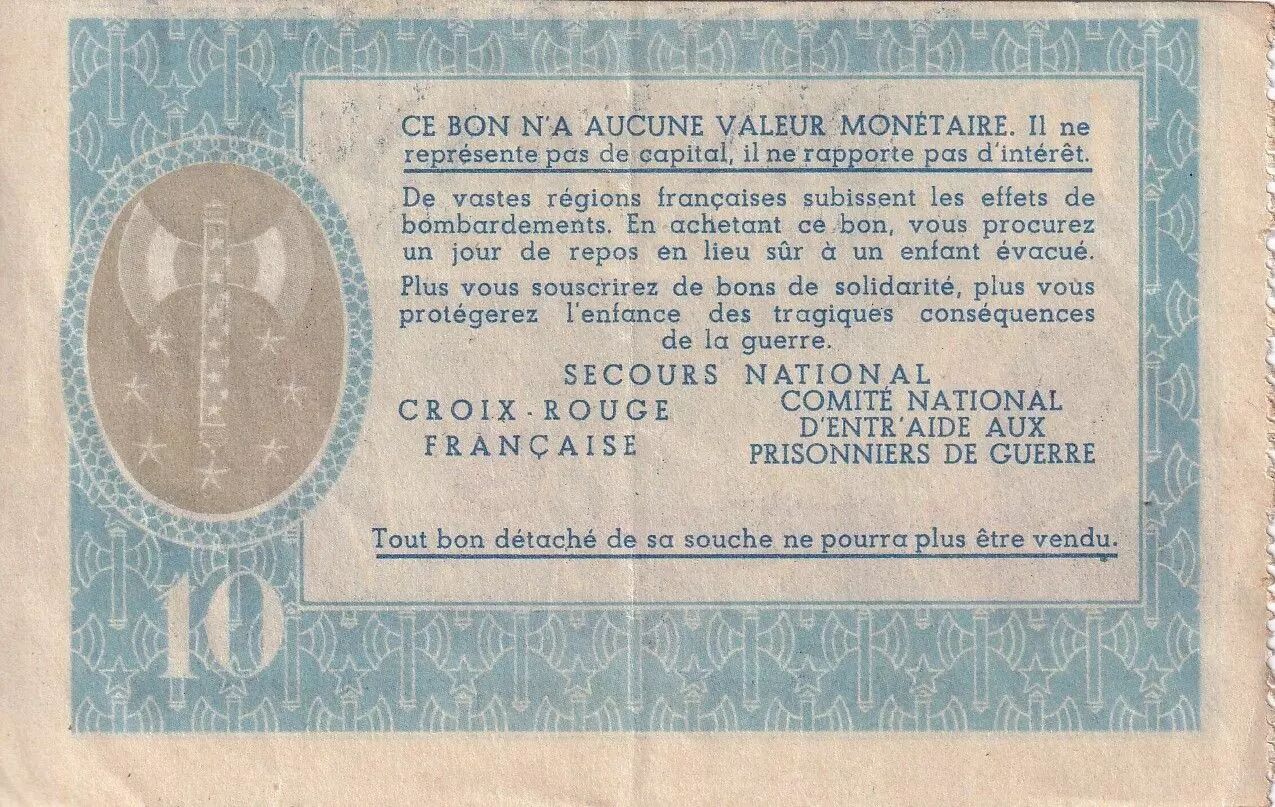 CE BON N'A AUCUNE VALEUR MONÉTAIRE. Il ne
représente pas de capital, il ne rapporte pas d'intérêt.
De vastes régions françaises subissent les effets de
bombardements. En achetant ce bon, vous procurez
un jour de repos en lieu sûr à un enfant évacué.
Plus vous souscrirez de bons de solidarité, plus vous
protégerez l'enfance des tragiques conséquences
de la guerre.
SECOURS NATIONAL
CROIX-ROUGE
FRANÇAISE
COMITÉ NATIONAL
D'ENTR'AIDE AUX
PRISONNIERS DE GUERRE
Tout bon détaché de sa souche ne pourra plus être vendu.
10